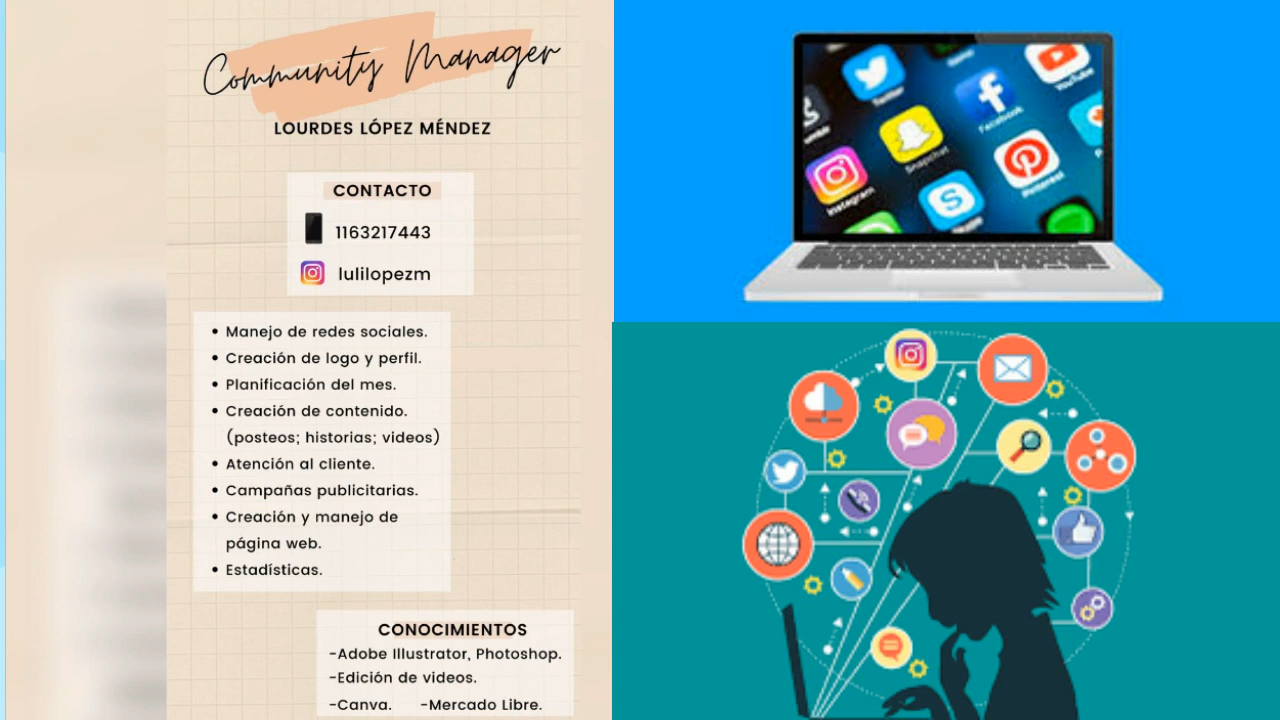 Community Manager
LOURDES LÓPEZ MÉNDEZ
CONTACTO
1163217443
lulilopezm
• Manejo de redes sociales.
• Creación de logo y perfil.
• Planificación del mes.
• Creación de contenido.
(posteos; historias; videos)
• Atención al cliente.
• Campañas publicitarias.
• Creación y manejo de
página web.
• Estadísticas.
CONOCIMIENTOS
-Adobe Illustrator, Photoshop.
-Edición de videos.
-Canva. -Mercado Libre.
Twitter
YouTube
Facebook
Snapchat
Pinterest
Instagram
Skype